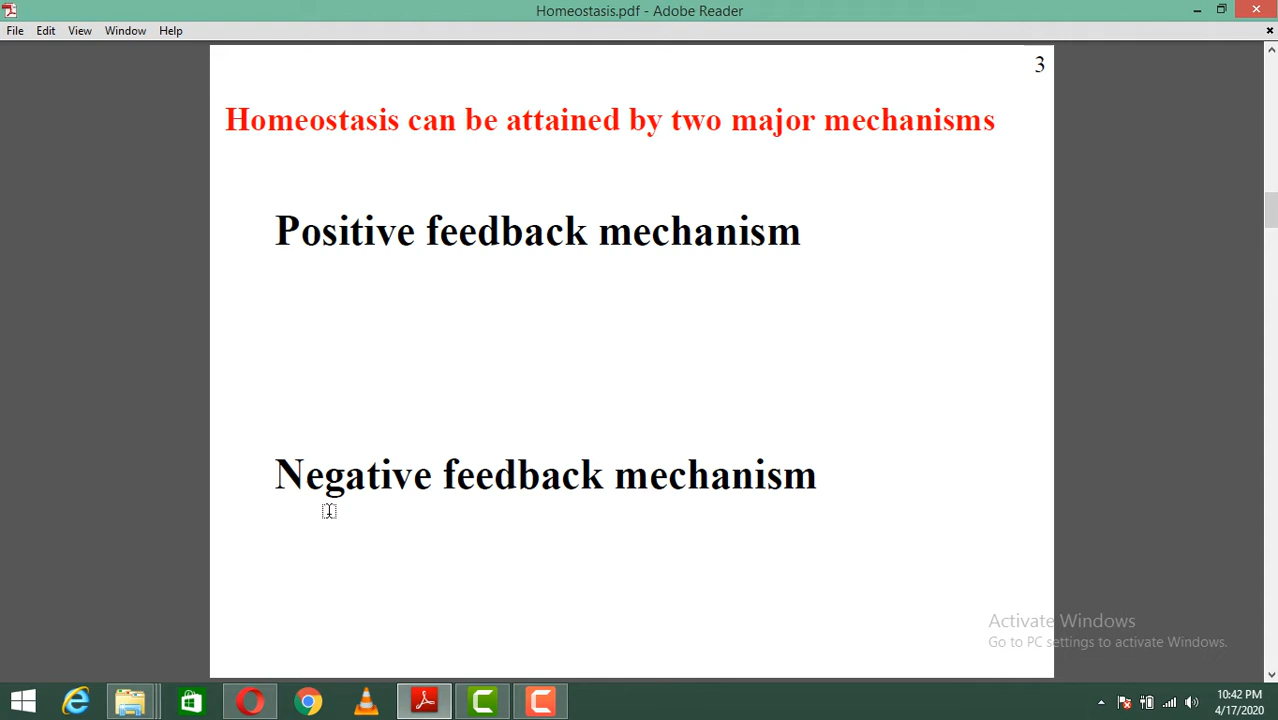 Homeostasis.pdf - Adobe Reader
File Edit View Window Help
3
Homeostasis can be attained by two major mechanisms
Positive feedback mechanism
Negative feedback mechanism
Activate Windows
Go to PC settings to activate Windows.
10:42 PM
4/17/2020